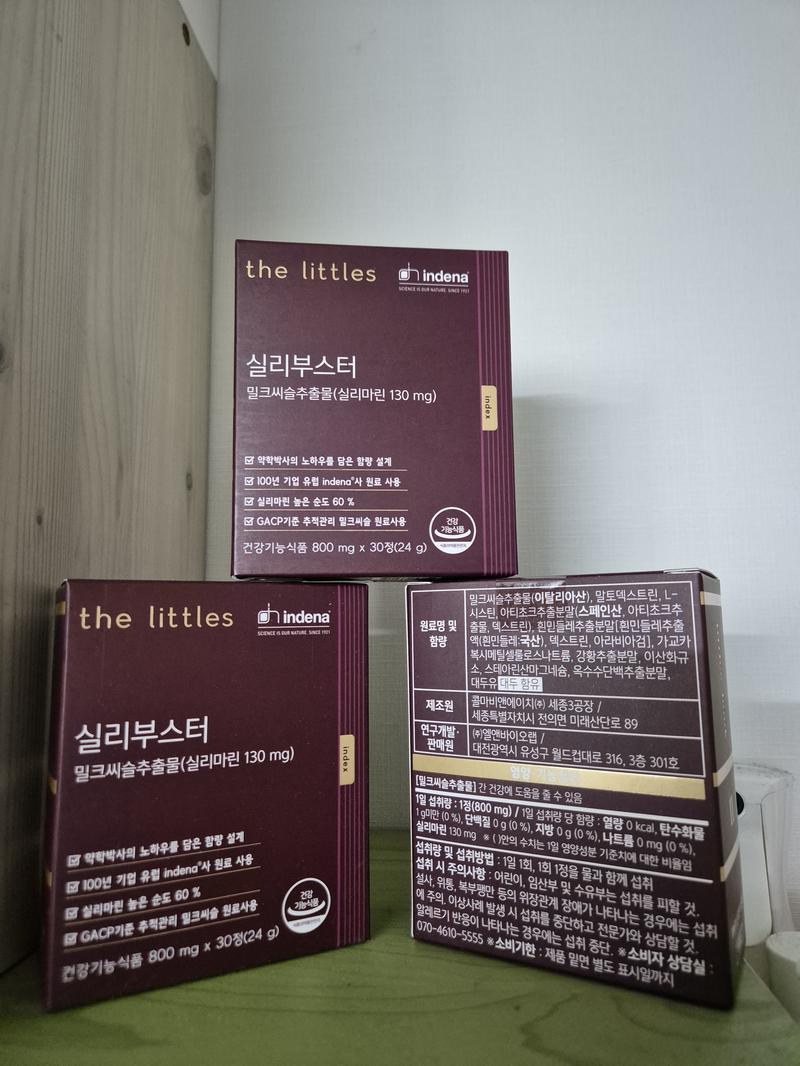 the littles
indena
SCIENCE IS OUR NATURE. SINCE 1921
실리부스터
밀크씨슬추출물(실리마린 130 mg)
index
약학박사의 노하우를 담은 함량 설계
100년 기업 유럽 indena®사 원료 사용
실리마린 높은 순도 60 %
GACP기준 추적관리 밀크씨슬 원료사용
건강
기능식품
건강기능식품 800 mg x 30정(24 g)
the littles
indena
SCIENCE IS OUR NATURE. SINCE 1921
실리부스터
밀크씨슬추출물(실리마린 130 mg)
index
약학박사의 노하우를 담은 함량 설계
100년 기업 유럽 indena®사 원료 사용
실리마린 높은 순도 60 %
GACP기준 추적관리 밀크씨슬 원료사용
건강
기능식품
건강기능식품 800 mg x 30정(24 g)
원료명 및
함량
밀크씨슬추출물(이탈리아산), 말토덱스트린, L-
시스틴, 아티초크추출분말(스페인산, 아티초크추
출물, 덱스트린), 흰민들레추출분말[흰민들레추출
액(흰민들레:국산), 덱스트린, 아라비아검], 가교카
복시메틸셀룰로스나트륨, 강황추출분말, 이산화규
소, 스테아린산마그네슘, 옥수수단백추출분말,
대두유 대두 함유
제조원
콜마비앤에이치㈜ 세종3공장 /
세종특별자치시 전의면 미래산단로 89
연구개발·
판매원
㈜엘앤바이오랩 /
대전광역시 유성구 월드컵대로 316, 3층 301호
영양·기능정보
[밀크씨슬추출물] 간 건강에 도움을 줄 수 있음
1일 섭취량 : 1정(800 mg) / 1일 섭취량 당 함량 : 열량 0 kcal, 탄수화물
1 g미만 (0 %), 단백질 0 g (0 %), 지방 0 g (0 %), 나트륨 0 mg (0 %),
실리마린 130 mg ※ ( )안의 수치는 1일 영양성분 기준치에 대한 비율임
섭취량 및 섭취방법 : 1일 1회, 1회 1정을 물과 함께 섭취
섭취 시 주의사항 : 어린이, 임산부 및 수유부는 섭취를 피할 것.
설사, 위통, 복부팽만 등의 위장관계 장애가 나타나는 경우에는 섭취
에 주의. 이상사례 발생 시 섭취를 중단하고 전문가와 상담할 것.
알레르기 반응이 나타나는 경우에는 섭취 중단. ※소비자 상담실 :
070-4610-5555 ※소비기한 : 제품 밑면 별도 표시일까지